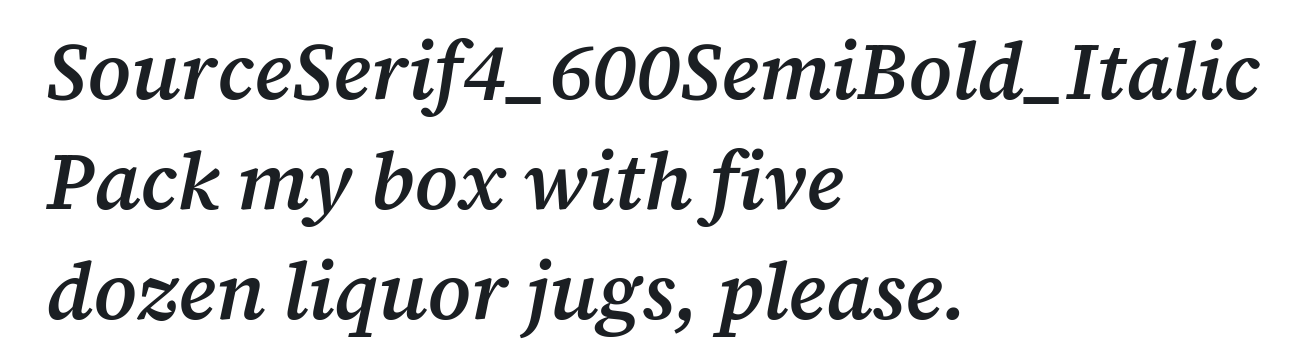 SourceSerif4_600SemiBold_Italic
Pack my box with five
dozen liquor jugs, please.